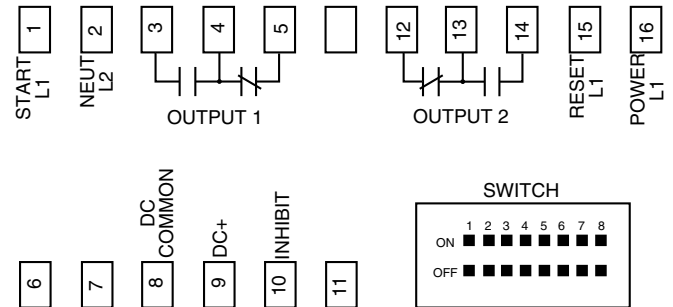 1 2 3 4 5 12 13 14 15 16
START
L1
NEUT
L2
OUTPUT 1
OUTPUT 2
RESET
L1
POWER
L1
DC
COMMON
DC+
INHIBIT
6 7 8 9 10 11
SWITCH
1 2 3 4 5 6 7 8
ON
OFF